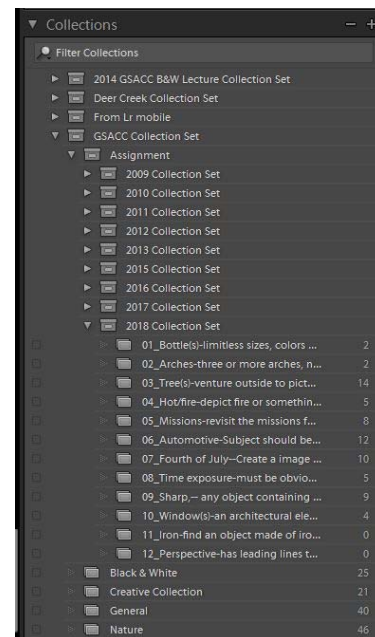 Collections
Filter Collections
2014 GSACC B&W Lecture Collection Set
Deer Creek Collection Set
From Lr mobile
GSACC Collection Set
Assignment
2009 Collection Set
2010 Collection Set
2011 Collection Set
2012 Collection Set
2013 Collection Set
2015 Collection Set
2016 Collection Set
2017 Collection Set
2018 Collection Set
01_Bottle(s)-limitless sizes, colors ... 2
02_Arches-three or more arches, n... 2
03_Tree(s)-venture outside to pict... 14
04_Hot/fire-depict fire or somethin... 5
05_Missions-revisit the missions f... 8
06_Automotive-Subject should be... 12
07_Fourth of July--Create a image ... 10
08_Time exposure-must be obvio... 5
09_Sharp,-- any object containing ... 9
10_Window(s)-an architectural ele... 4
11_Iron-find an object made of iro... 0
12_Perspective-has leading lines t... 0
Black & White 25
Creative Collection 21
General 40
Nature 46